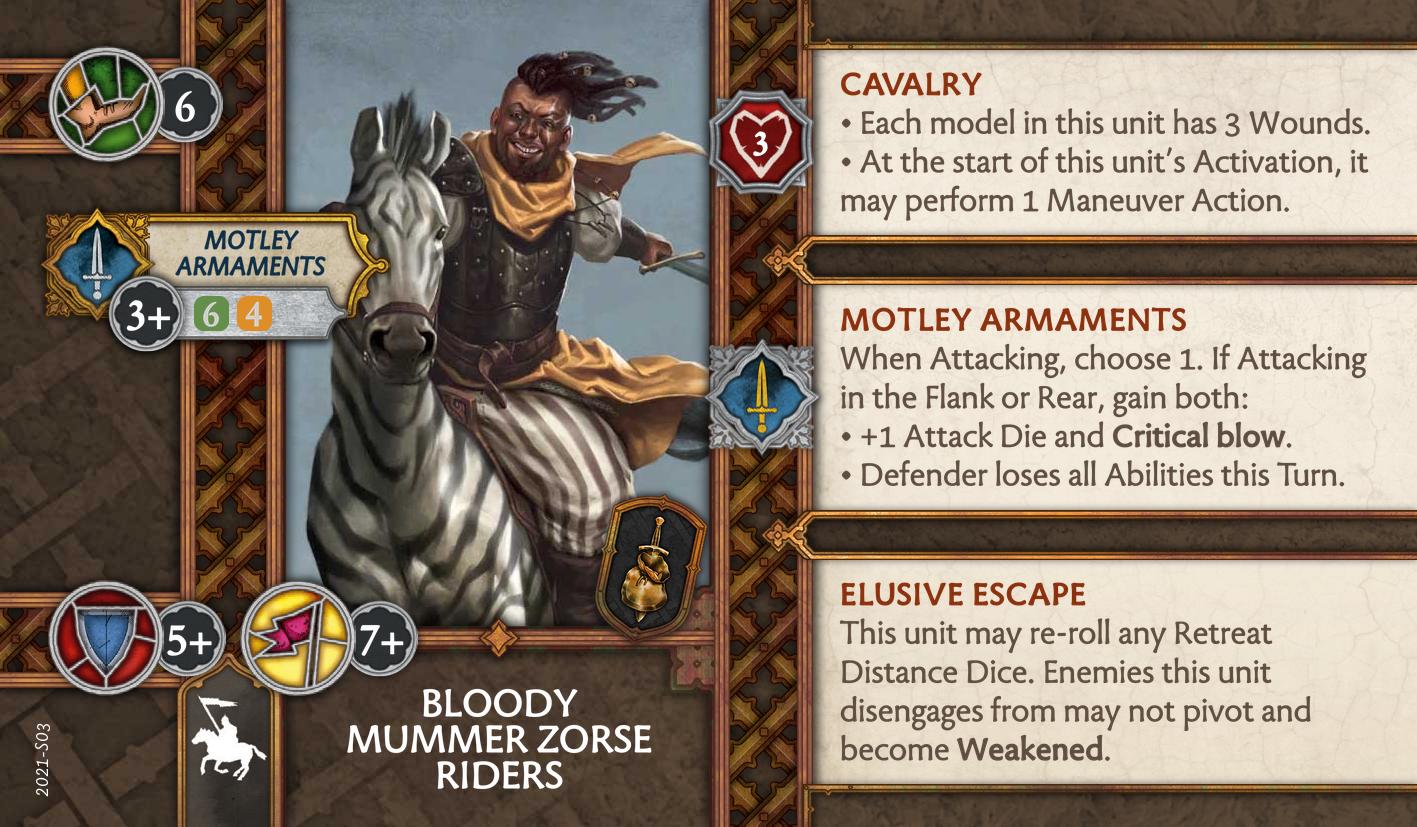 6
MOTLEY
ARMAMENTS
3+ 6 4
5+ 7+
BLOODY
MUMMER ZORSE
RIDERS
2021-S03
3
CAVALRY
• Each model in this unit has 3 Wounds.
• At the start of this unit's Activation, it
may perform 1 Maneuver Action.
MOTLEY ARMAMENTS
When Attacking, choose 1. If Attacking
in the Flank or Rear, gain both:
• +1 Attack Die and Critical blow.
• Defender loses all Abilities this Turn.
ELUSIVE ESCAPE
This unit may re-roll any Retreat
Distance Dice. Enemies this unit
disengages from may not pivot and
become Weakened.